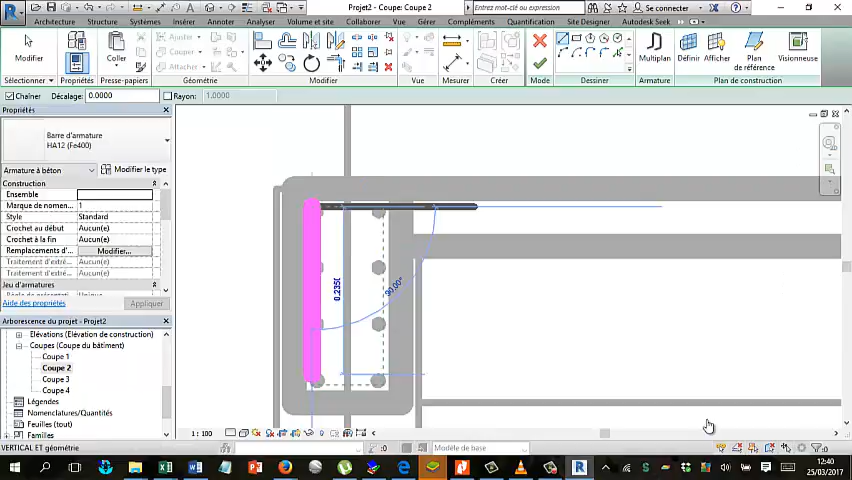 Projet2 - Coupe: Coupe 2
Entrez mot-clé ou expression
Se connecter
Architecture Structure Systèmes Insérer Annoter Analyser Volume et site Collaborer Vue Gérer Compléments Quantification Site Designer Autodesk Seek
Modifier Coller Couper Ajuster Multiplan Définir Afficher Plan de référence Visionneuse
Sélectionner Propriétés Presse-papiers Géométrie Modifier Vue Mesurer Créer Mode Dessiner Armature Plan de construction
Chaîner Décalage: 0.0000 Rayon: 1.0000
Propriétés
Barre d'armature
HA12 (Fe400)
Armature à béton Modifier le type
Construction
Ensemble
Marque de nomen... 1
Style Standard
Crochet au début Aucun(e)
Crochet à la fin Aucun(e)
Remplacements d'... Modifier...
Traitement d'extré... Aucun(e)
Traitement d'extré... Aucun(e)
Jeu d'armatures
Aide des propriétés Appliquer
Arborescence du projet - Projet2
Elévations (Elévation de construction)
Coupes (Coupe du bâtiment)
Coupe 1
Coupe 2
Coupe 3
Coupe 4
Légendes
Nomenclatures/Quantités
Feuilles (tout)
Familles
90.00°
1 : 100
VERTICAL ET géométrie
:0
Modèle de base
:0
12:40
25/03/2017